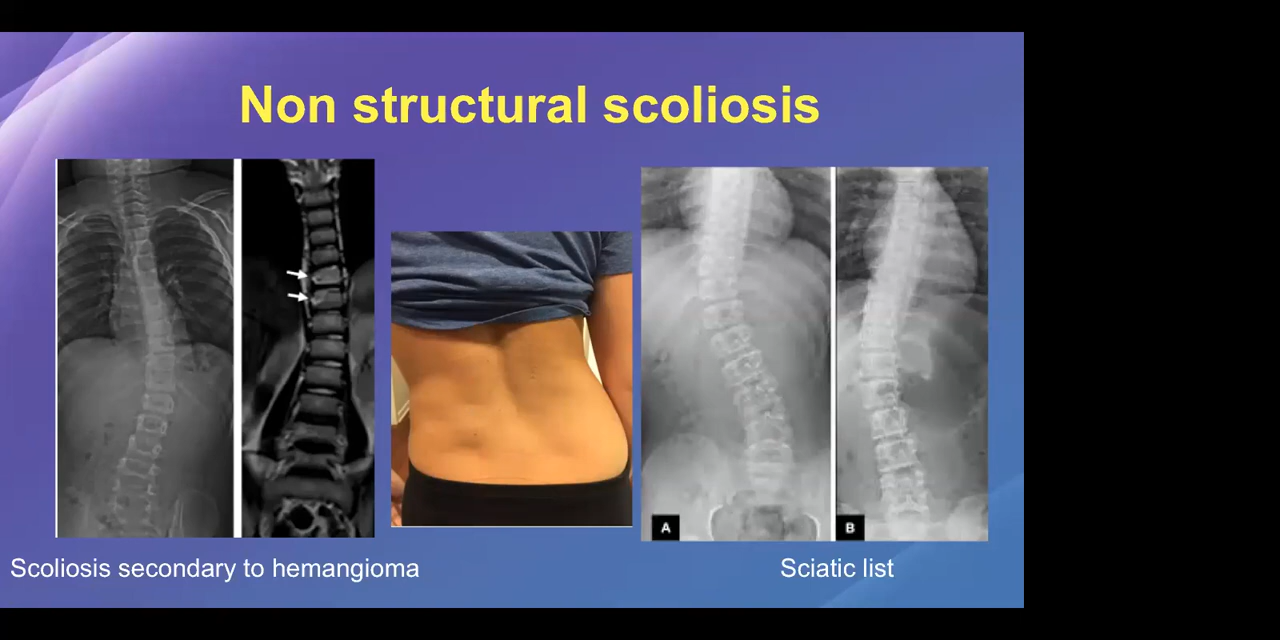 Non structural scoliosis
A
B
Scoliosis secondary to hemangioma
Sciatic list